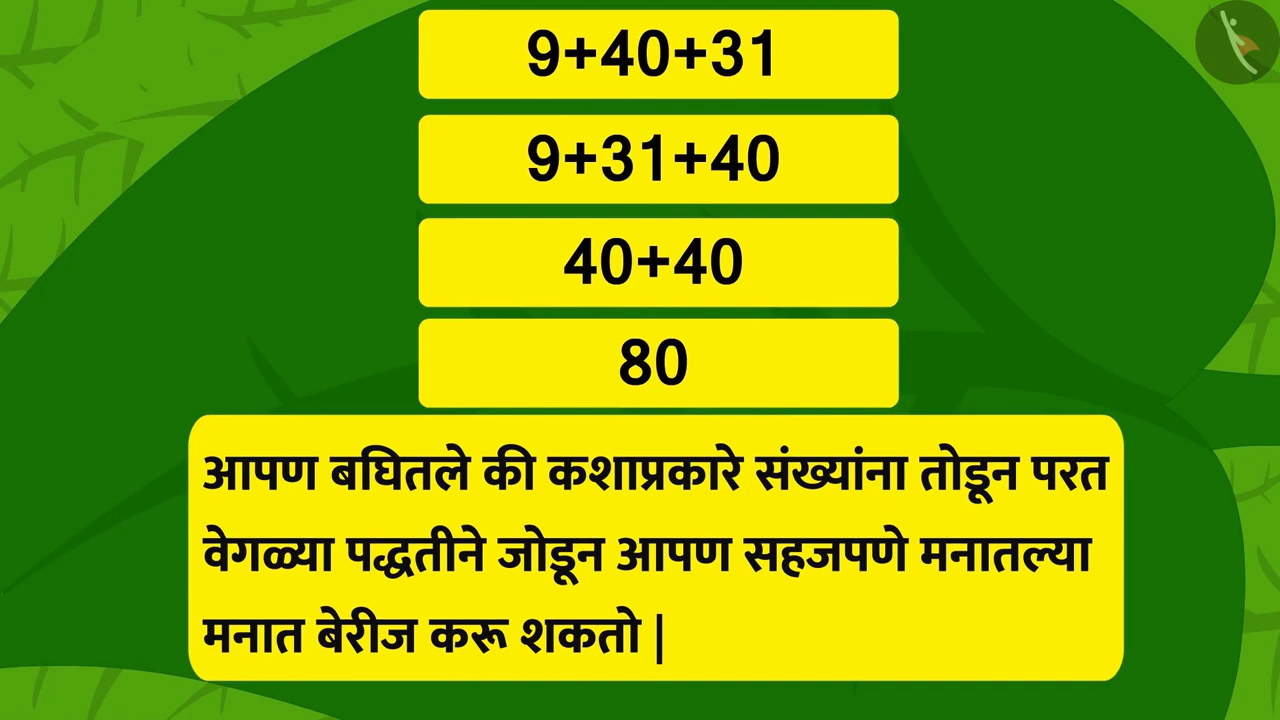 9+40+31
9+31+40
40+40
80
आपण बघितले की कशाप्रकारे संख्यांना तोडून परत
वेगळ्या पद्धतीने जोडून आपण सहजपणे मनातल्या
मनात बेरीज करू शकतो |